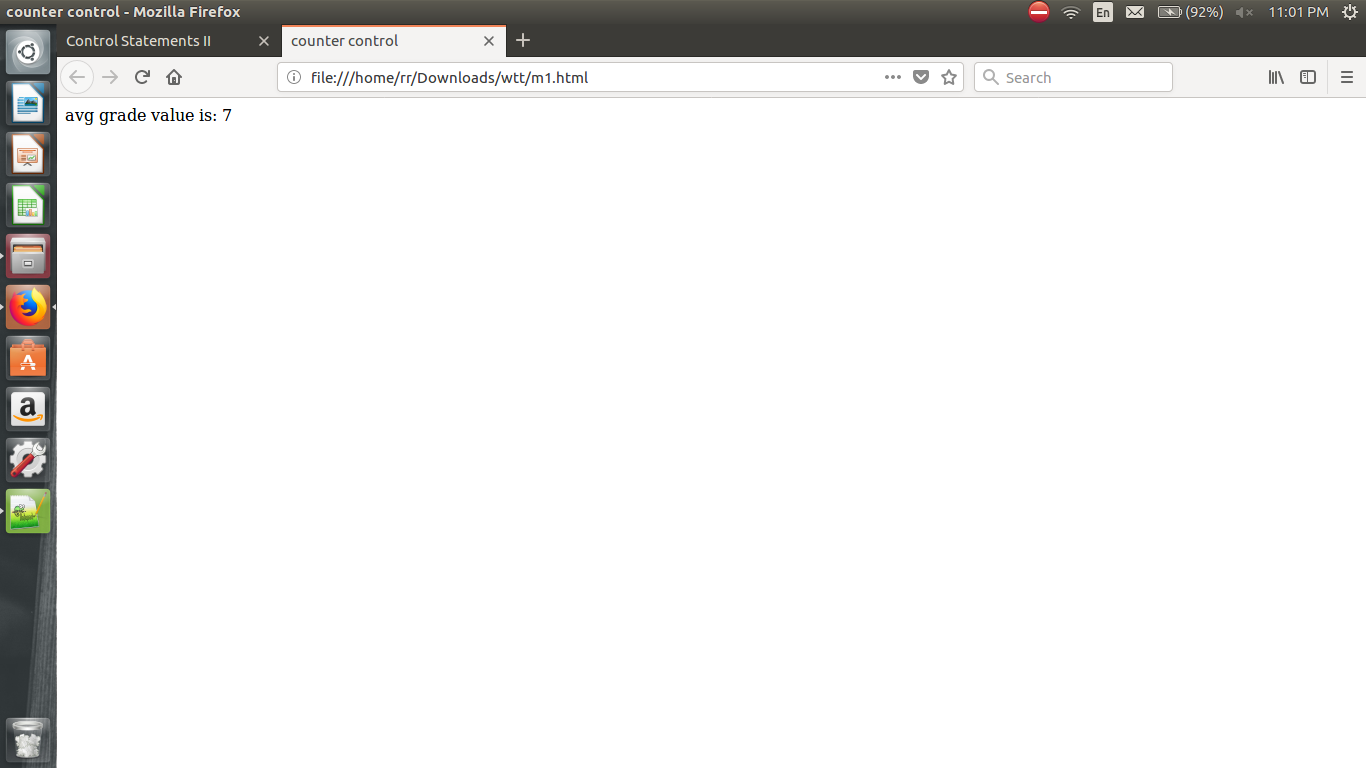 counter control - Mozilla Firefox
En
(92%)
11:01 PM
Control Statements II
counter control
file:///home/rr/Downloads/wtt/m1.html
Search
avg grade value is: 7
a